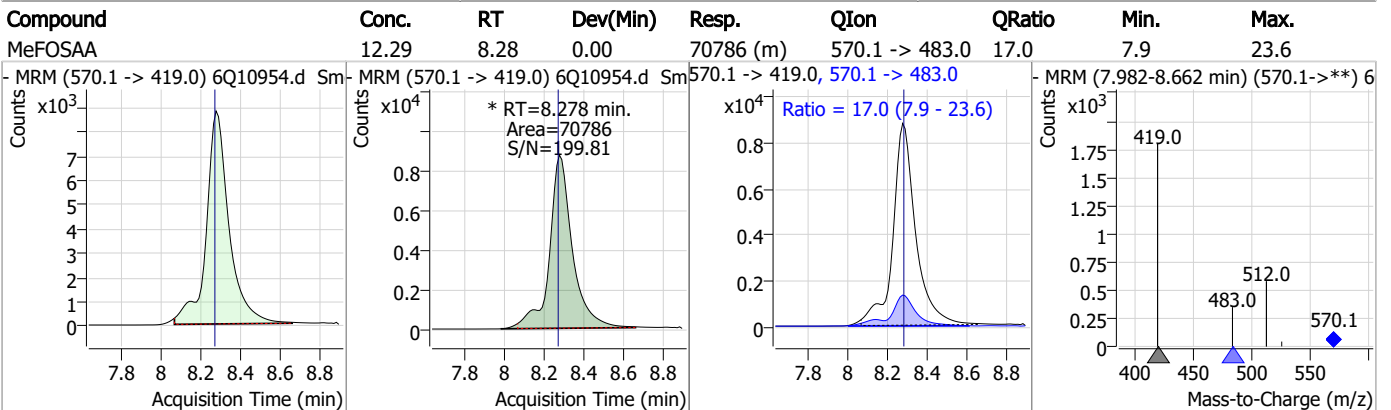 Compound Conc. RT Dev(Min) Resp. QIon QRatio Min. Max.
MeFOSAA 12.29 8.28 0.00 70786 (m) 570.1 -> 483.0 17.0 7.9 23.6
- MRM (570.1 -> 419.0) 6Q10954.d Sm
Counts
x10³
7
6
5
4
3
2
1
0
7.8 8 8.2 8.4 8.6 8.8
Acquisition Time (min)
- MRM (570.1 -> 419.0) 6Q10954.d Sm
Counts
x10⁴
* RT=8.278 min.
Area=70786
S/N=199.81
0.8
0.6
0.4
0.2
0
7.8 8 8.2 8.4 8.6 8.8
Acquisition Time (min)
570.1 -> 419.0, 570.1 -> 483.0
Counts
x10⁴
Ratio = 17.0 (7.9 - 23.6)
0.8
0.6
0.4
0.2
0
7.8 8 8.2 8.4 8.6 8.8
Acquisition Time (min)
- MRM (7.982-8.662 min) (570.1->**) 6
Counts
x10³
419.0
1.75
1.5
1.25
1
0.75
512.0
0.5
483.0
0.25
570.1
0
400 450 500 550
Mass-to-Charge (m/z)